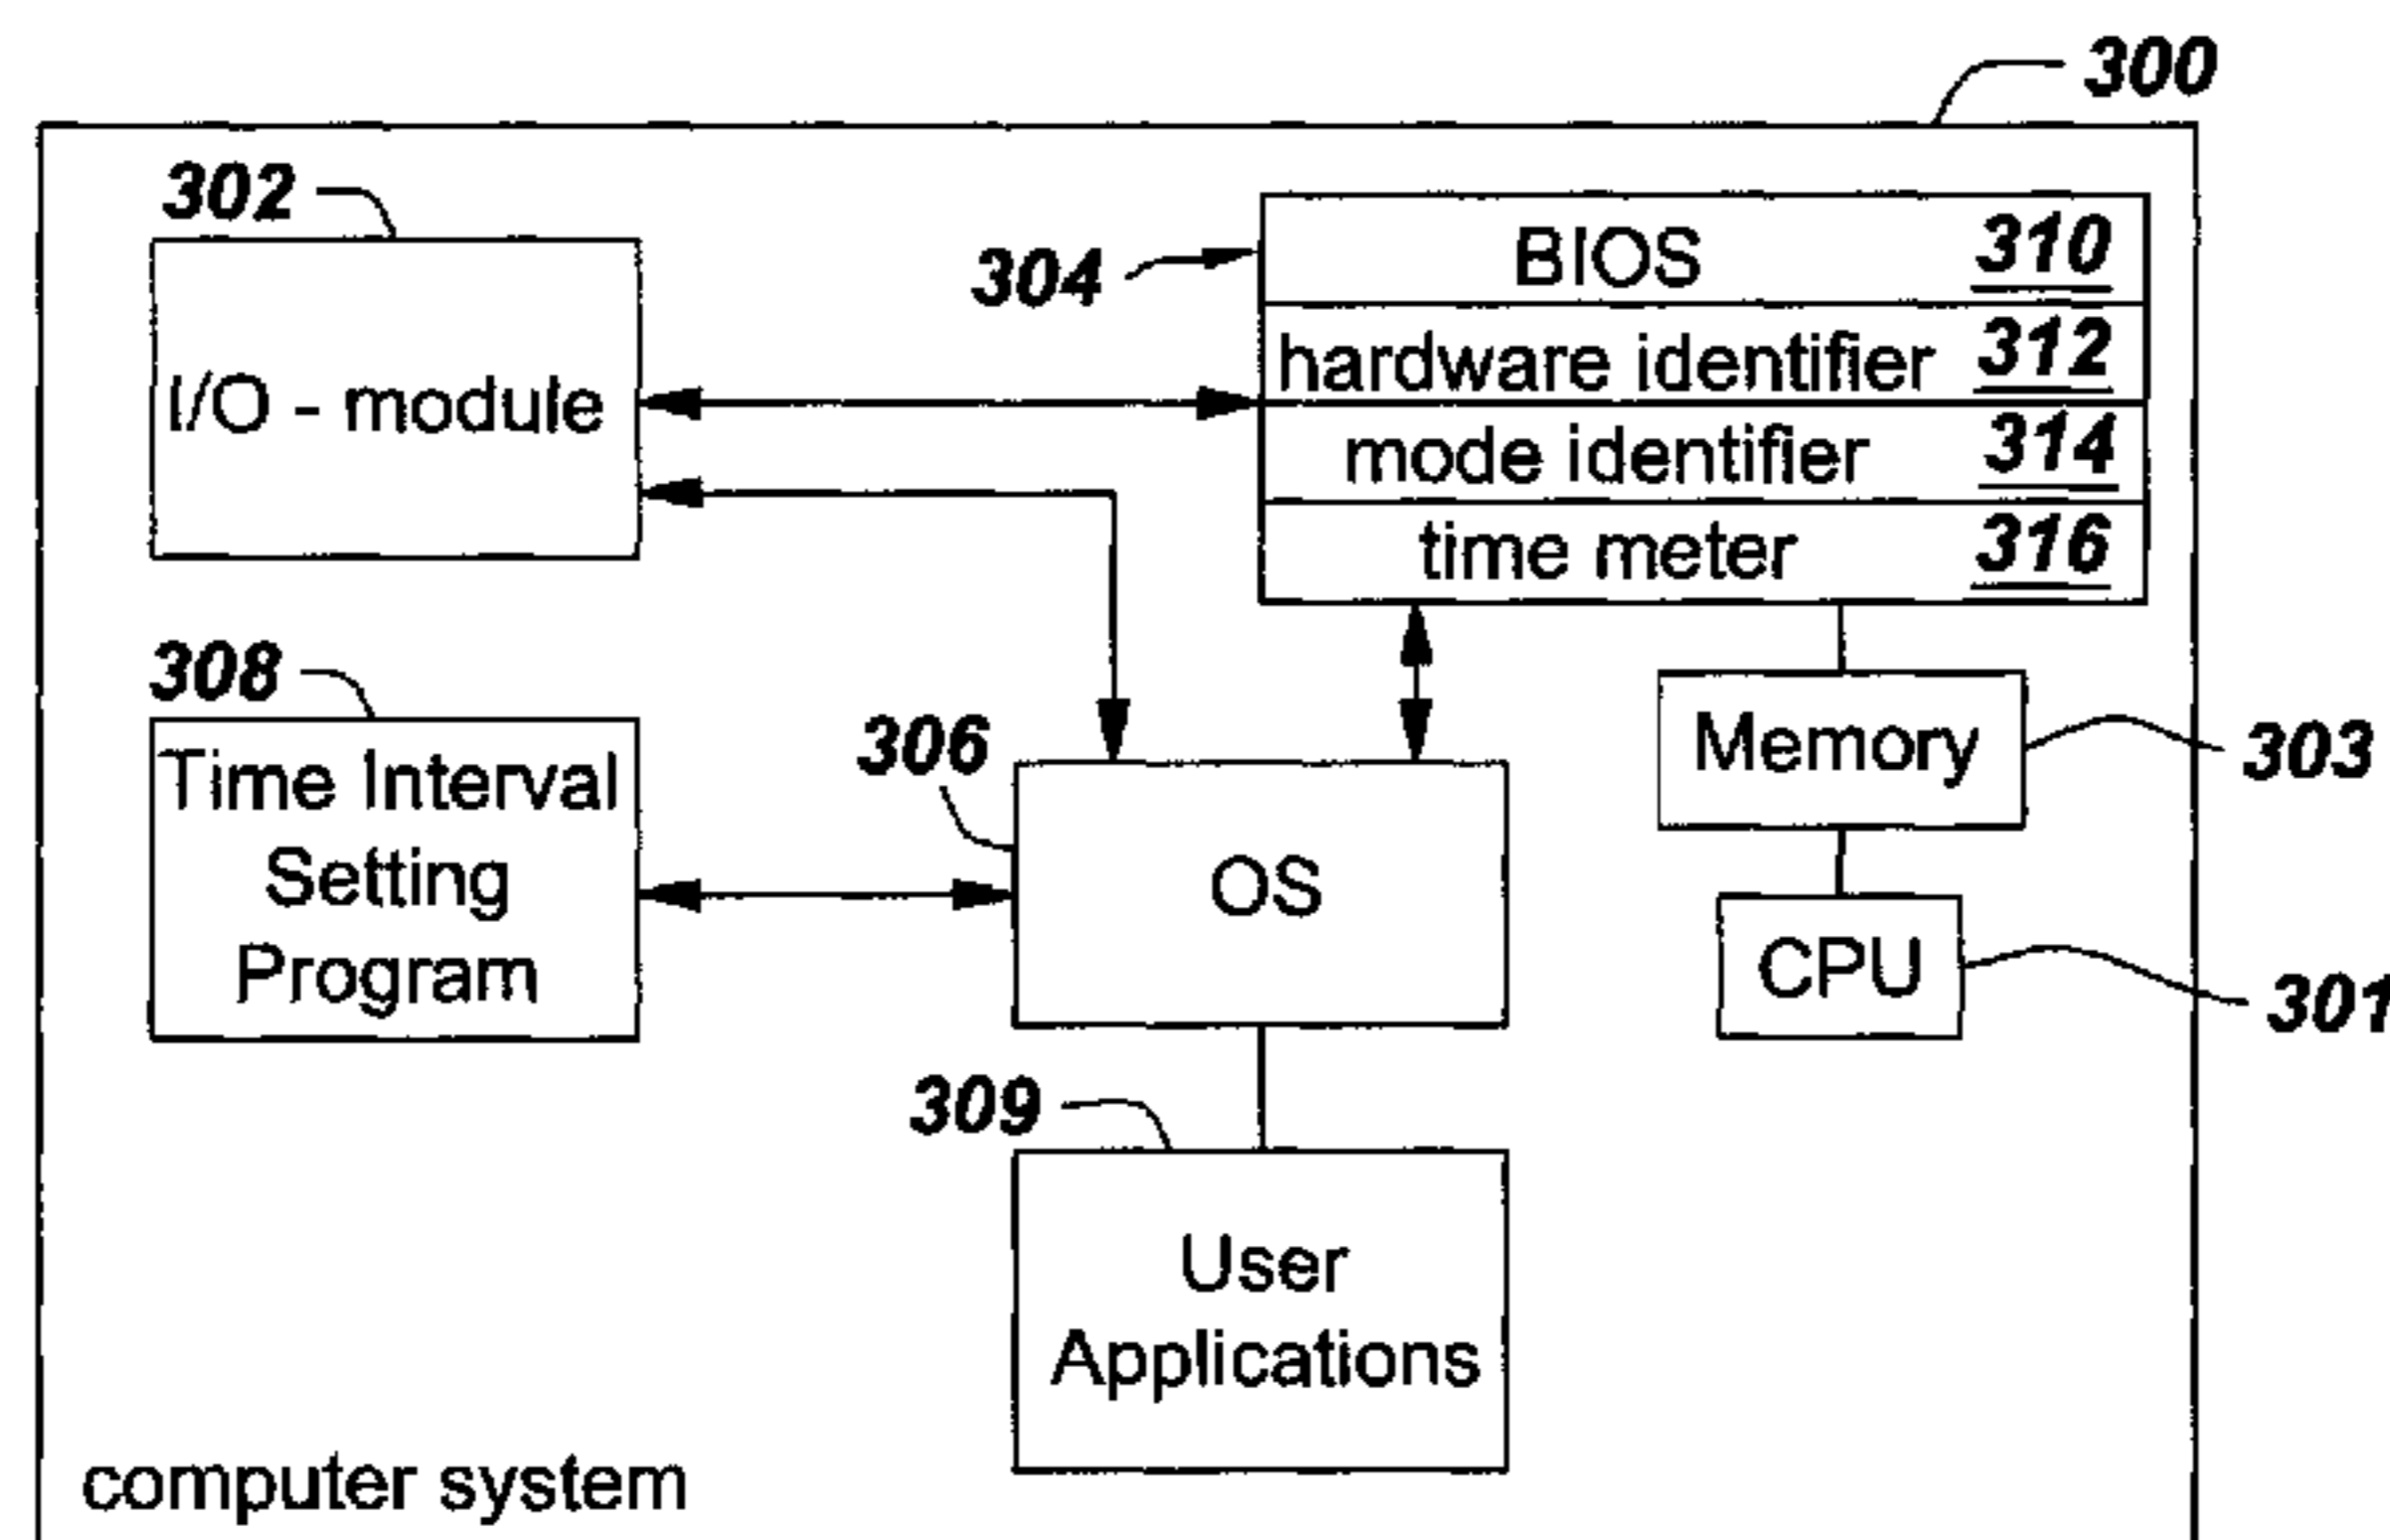 300
302
304
BIOS 310
hardware identifier 312
mode identifier 314
time meter 316
I/O - module
308
Time Interval
Setting
Program
306
OS
Memory
303
CPU
301
309
User
Applications
computer system